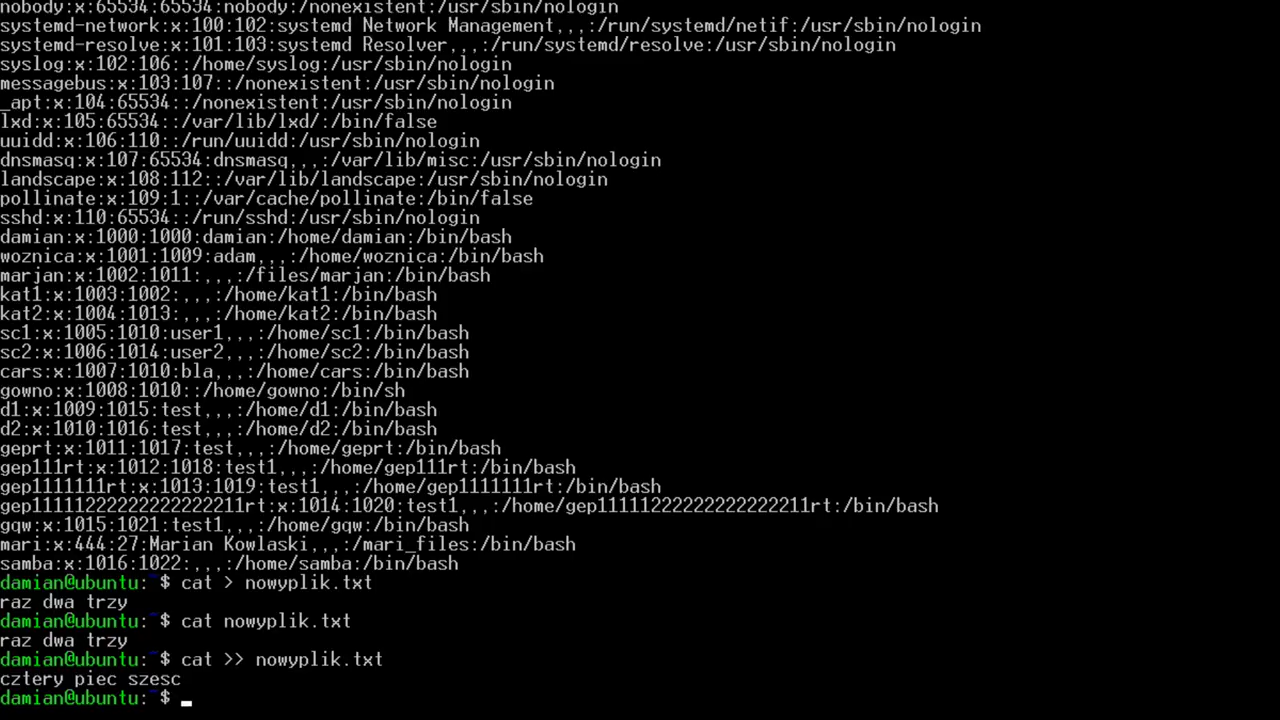 nobody:x:65534:65534:nobody:/nonexistent:/usr/sbin/nologin
systemd-network:x:100:102:systemd Network Management,,,:/run/systemd/netif:/usr/sbin/nologin
systemd-resolve:x:101:103:systemd Resolver,,,:/run/systemd/resolve:/usr/sbin/nologin
syslog:x:102:106::/home/syslog:/usr/sbin/nologin
messagebus:x:103:107::/nonexistent:/usr/sbin/nologin
_apt:x:104:65534::/nonexistent:/usr/sbin/nologin
lxd:x:105:65534::/var/lib/lxd/:/bin/false
uuidd:x:106:110::/run/uuidd:/usr/sbin/nologin
dnsmasq:x:107:65534:dnsmasq,,,:/var/lib/misc:/usr/sbin/nologin
landscape:x:108:112::/var/lib/landscape:/usr/sbin/nologin
pollinate:x:109:1::/var/cache/pollinate:/bin/false
sshd:x:110:65534::/run/sshd:/usr/sbin/nologin
damian:x:1000:1000:damian:/home/damian:/bin/bash
woznica:x:1001:1009:adam,,,:/home/woznica:/bin/bash
marjan:x:1002:1011:,,,:/files/marjan:/bin/bash
kat1:x:1003:1002:,,,:/home/kat1:/bin/bash
kat2:x:1004:1013:,,,:/home/kat2:/bin/bash
sc1:x:1005:1010:user1,,,:/home/sc1:/bin/bash
sc2:x:1006:1014:user2,,,:/home/sc2:/bin/bash
cars:x:1007:1010:bla,,,:/home/cars:/bin/bash
gowno:x:1008:1010::/home/gowno:/bin/sh
d1:x:1009:1015:test,,,:/home/d1:/bin/bash
d2:x:1010:1016:test,,,:/home/d2:/bin/bash
geprt:x:1011:1017:test,,,:/home/geprt:/bin/bash
gep111rt:x:1012:1018:test1,,,:/home/gep111rt:/bin/bash
gep1111111rt:x:1013:1019:test1,,,:/home/gep1111111rt:/bin/bash
gep11111222222222222211rt:x:1014:1020:test1,,,:/home/gep11111222222222222211rt:/bin/bash
gqw:x:1015:1021:test1,,,:/home/gqw:/bin/bash
mari:x:444:27:Marian Kowlaski,,,:/mari_files:/bin/bash
samba:x:1016:1022:,,,:/home/samba:/bin/bash
damian@ubuntu:~$ cat > nowyplik.txt
raz dwa trzy
damian@ubuntu:~$ cat nowyplik.txt
raz dwa trzy
damian@ubuntu:~$ cat >> nowyplik.txt
cztery piec szesc
damian@ubuntu:~$ _